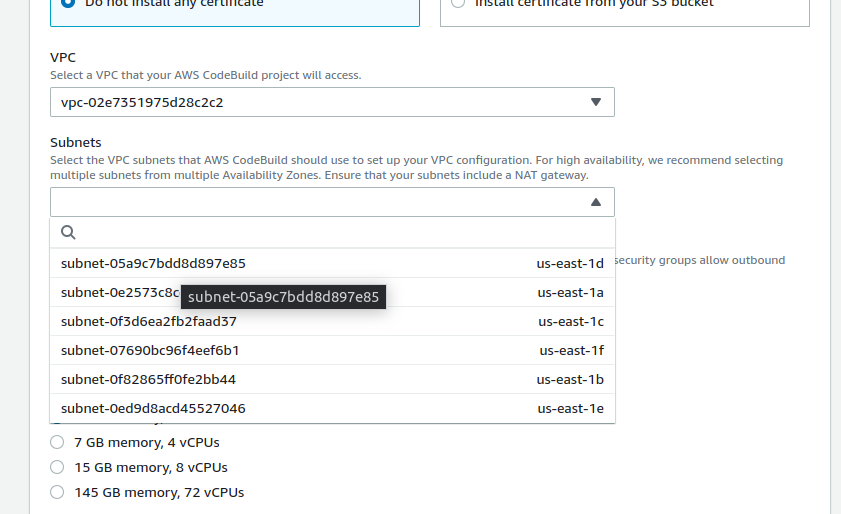 Do not install any certificate
Install certificate from your S3 bucket
VPC
Select a VPC that your AWS CodeBuild project will access.
vpc-02e7351975d28c2c2
Subnets
Select the VPC subnets that AWS CodeBuild should use to set up your VPC configuration. For high availability, we recommend selecting
multiple subnets from multiple Availability Zones. Ensure that your subnets include a NAT gateway.
subnet-05a9c7bdd8d897e85 us-east-1d
security groups allow outbound
subnet-0e2573c8c us-east-1a
subnet-05a9c7bdd8d897e85
subnet-0f3d6ea2fb2faad37 us-east-1c
subnet-07690bc96f4eef6b1 us-east-1f
subnet-0f82865ff0fe2bb44 us-east-1b
subnet-0ed9d8acd45527046 us-east-1e
7 GB memory, 4 vCPUs
15 GB memory, 8 vCPUs
145 GB memory, 72 vCPUs